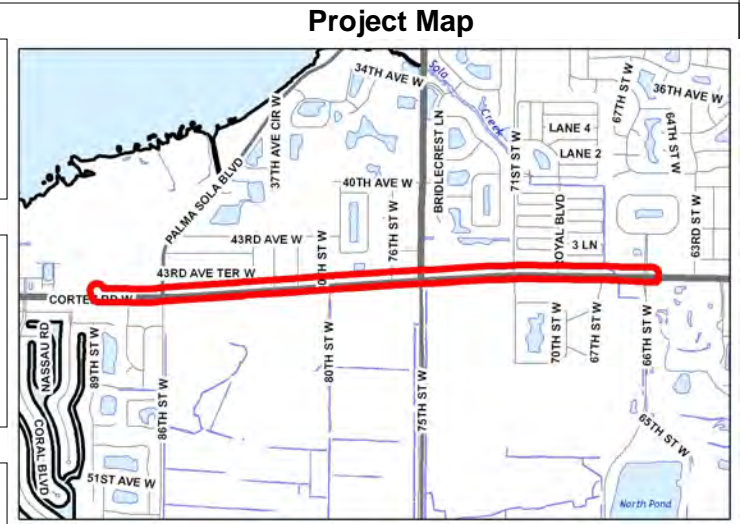 Project Map
34TH AVE W
Sola
Creek
67TH ST W
36TH AVE W
37TH AVE CIR W
BRIDLECREST LN
LANE 4
64TH ST W
PALMA SOLA BLVD
71ST ST W
LANE 2
40TH AVE W
76TH ST W
ROYAL BLVD
63RD ST W
43RD AVE W
0TH ST W
3 LN
43RD AVE TER W
CORTEZ RD W
NASSAU RD
89TH ST W
80TH ST W
70TH ST W
67TH ST W
66TH ST W
86TH ST W
75TH ST W
CORAL BLVD
65TH ST W
51ST AVE W
North Pond